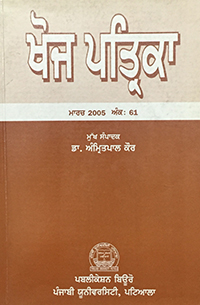 ਖੋਜ ਪਤ੍ਰਿਕਾ
ਮਾਰਚ 2005 ਅੰਕ: 61
ਮੁੱਖ ਸੰਪਾਦਕ
ਡਾ. ਅੰਮ੍ਰਿਤਪਾਲ ਕੌਰ
ਪਬਲੀਕੇਸ਼ਨ ਬਿਊਰੋ
ਪੰਜਾਬੀ ਯੂਨੀਵਰਸਿਟੀ, ਪਟਿਆਲਾ